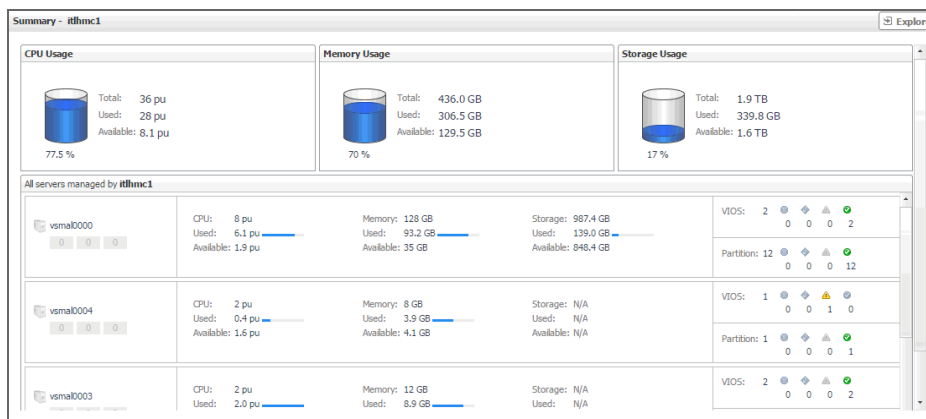 Summary - itlhmc1
Explore
CPU Usage
Total: 36 pu
Used: 28 pu
Available: 8.1 pu
77.5 %
Memory Usage
Total: 436.0 GB
Used: 306.5 GB
Available: 129.5 GB
70 %
Storage Usage
Total: 1.9 TB
Used: 339.8 GB
Available: 1.6 TB
17 %
All servers managed by itlhmc1
vsmal0000
0 0 0
CPU: 8 pu
Used: 6.1 pu
Available: 1.9 pu
Memory: 128 GB
Used: 93.2 GB
Available: 35 GB
Storage: 987.4 GB
Used: 139.0 GB
Available: 848.4 GB
VIOS: 2
0 0 0 2
Partition: 12
0 0 0 12
vsmal0004
0 0 0
CPU: 2 pu
Used: 0.4 pu
Available: 1.6 pu
Memory: 8 GB
Used: 3.9 GB
Available: 4.1 GB
Storage: N/A
Used: N/A
Available: N/A
VIOS: 1
0 0 1 0
Partition: 1
0 0 0 1
vsmal0003
CPU: 2 pu
Used: 2.0 pu
Memory: 12 GB
Used: 8.9 GB
Storage: N/A
Used: N/A
VIOS: 2
0 0 0 2